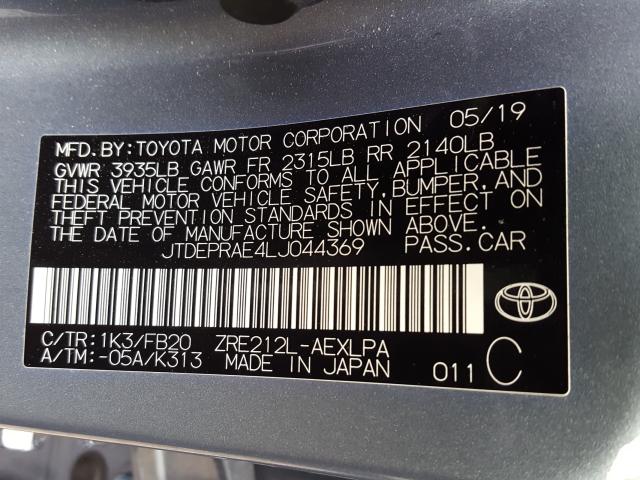 MFD.BY:TOYOTA MOTOR CORPORATION 05/19
GVWR 3935LB GAWR FR 2315LB RR 2140LB
THIS VEHICLE CONFORMS TO ALL APPLICABLE
FEDERAL MOTOR VEHICLE SAFETY,BUMPER,AND
THEFT PREVENTION STANDARDS IN EFFECT ON
THE DATE OF MANUFACTURE SHOWN ABOVE.
JTDEPRAE4LJ044369 PASS.CAR
C/TR:1K3/FB20 ZRE212L-AEXLPA
A/TM:-05A/K313 MADE IN JAPAN 011 C